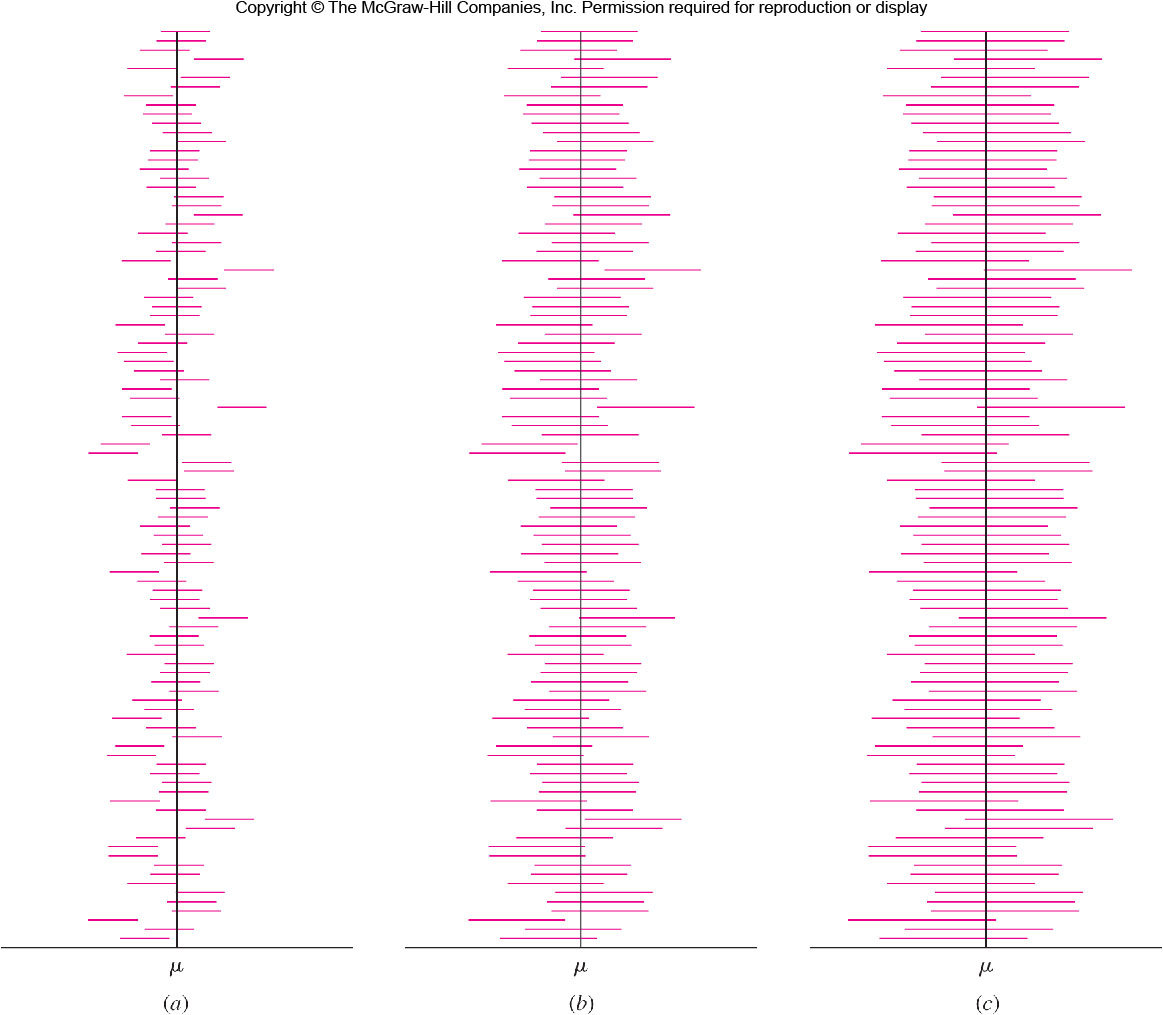 Copyright © The McGraw-Hill Companies, Inc. Permission required for reproduction or display
μ μ μ
(a) (b) (c)